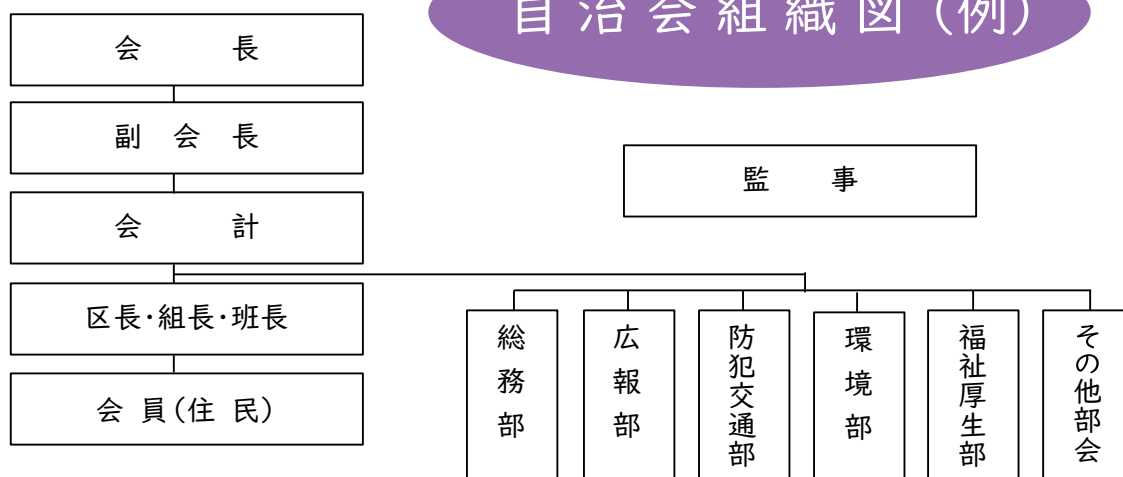 自治会組織図（例）
会長
副会長
会計
区長・組長・班長
会員（住民）
監事
総務部
広報部
防犯交通部
環境部
福祉厚生部
その他部会